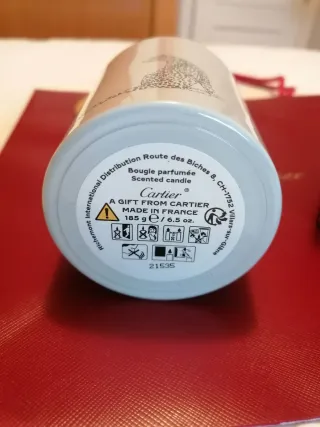 Richemont International Distribution Route des Biches 8, CH-1752 Villars-sur-Glâne
Bougie parfumée
Scented candle
Cartier®
A GIFT FROM CARTIER
MADE IN FRANCE
185 g ℮ / 6.5 oz.
21535